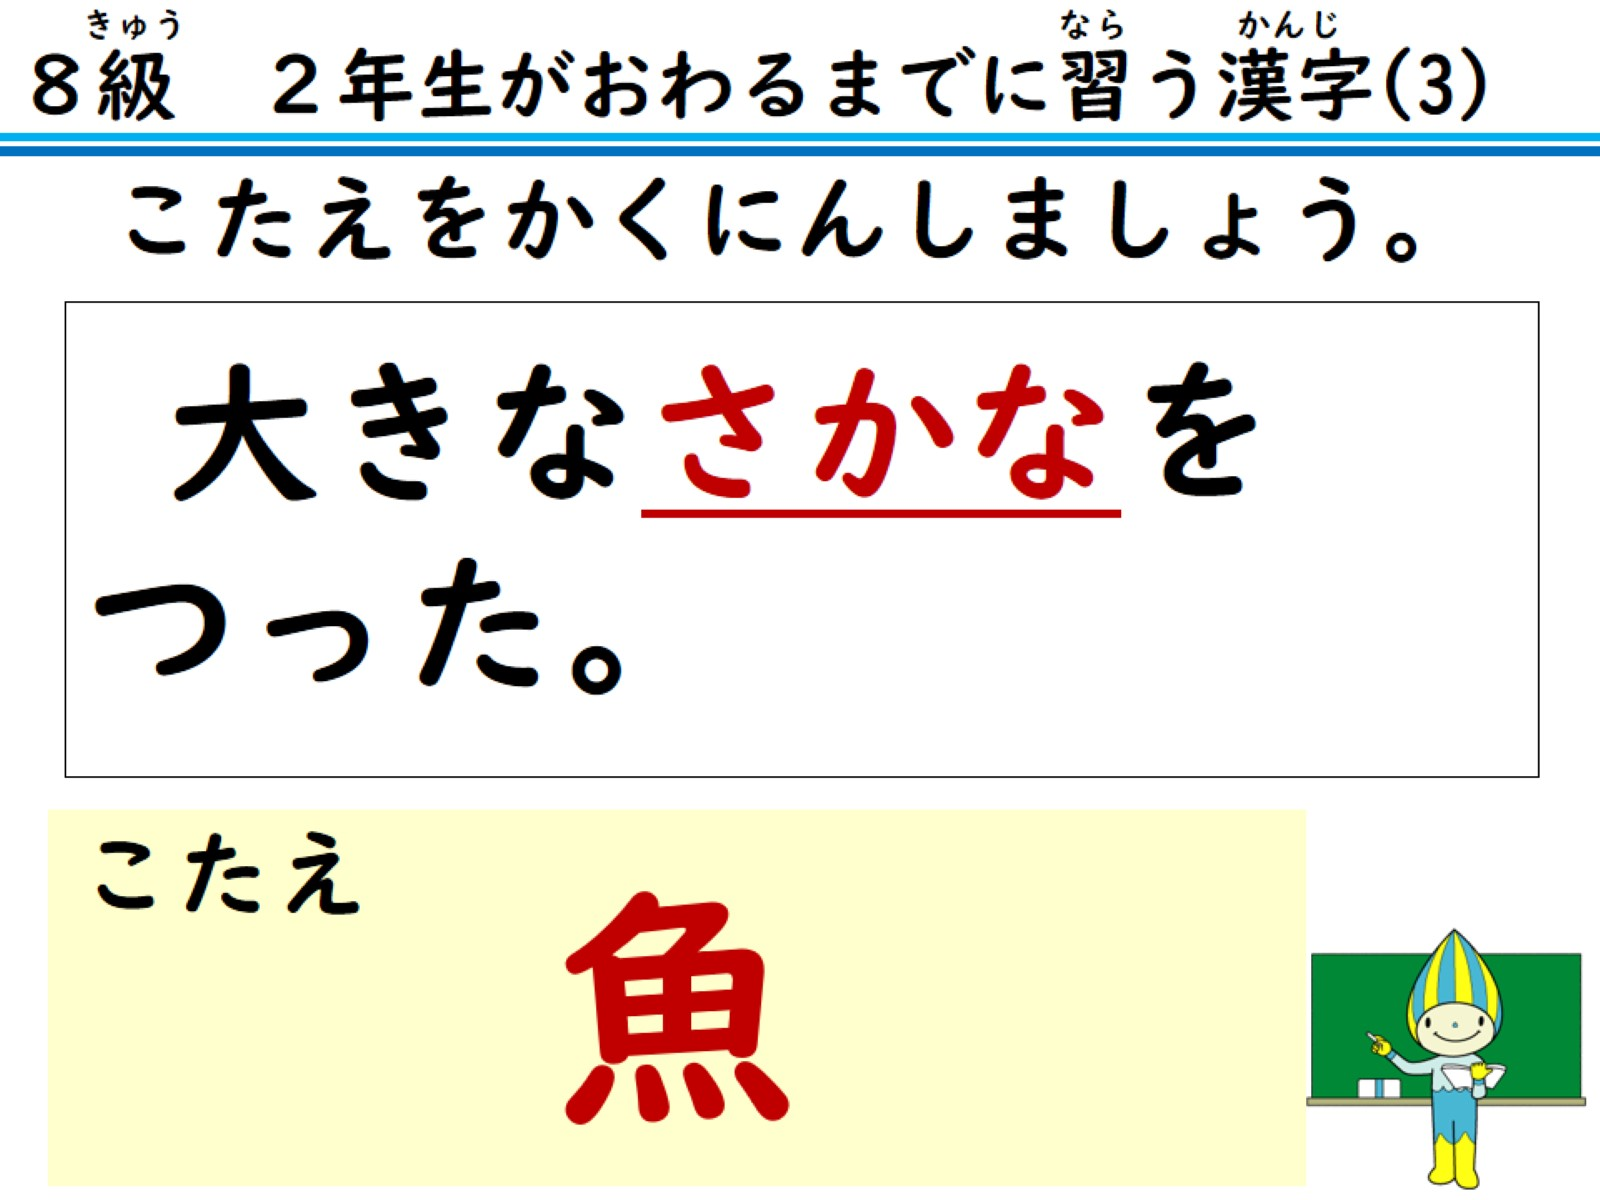 きゅう なら かんじ
８級　２年生がおわるまでに習う漢字(3)
こたえをかくにんしましょう。
大きなさかなを
つった。
こたえ
魚